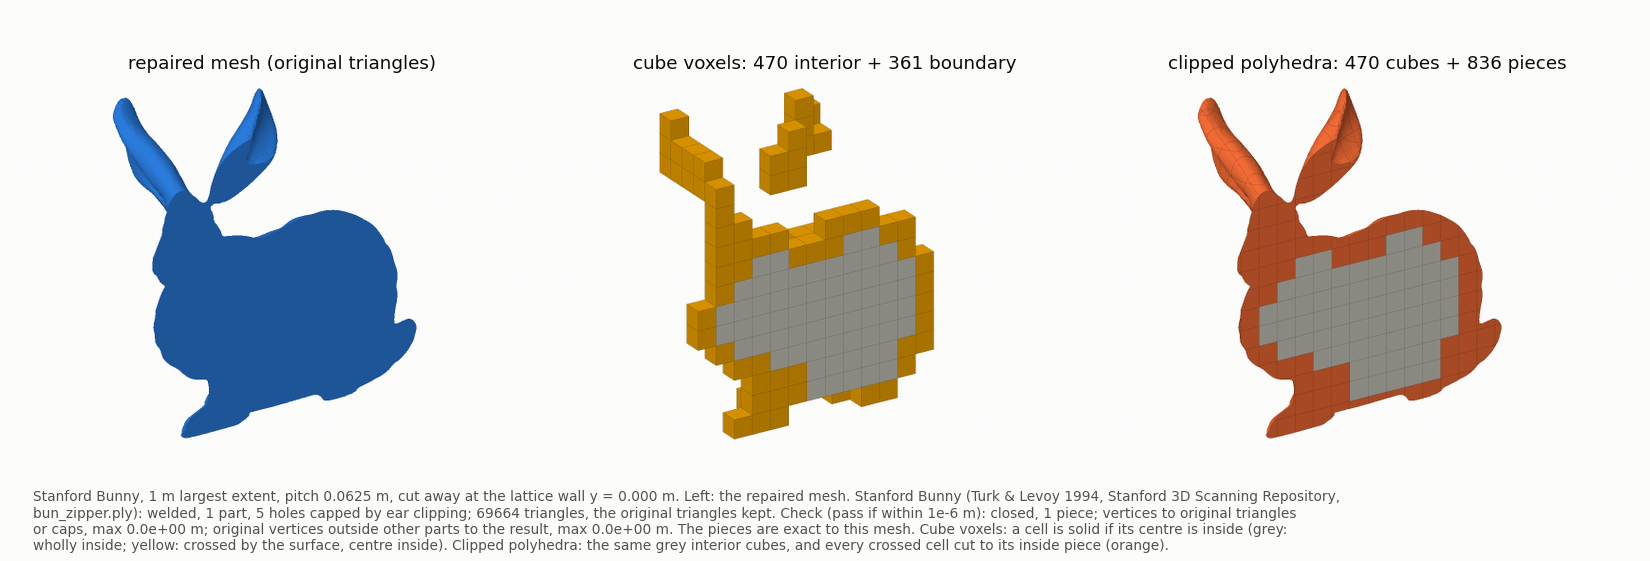 repaired mesh (original triangles)
cube voxels: 470 interior + 361 boundary
clipped polyhedra: 470 cubes + 836 pieces
Stanford Bunny, 1 m largest extent, pitch 0.0625 m, cut away at the lattice wall y = 0.000 m. Left: the repaired mesh. Stanford Bunny (Turk & Levoy 1994, Stanford 3D Scanning Repository,
bun_zipper.ply): welded, 1 part, 5 holes capped by ear clipping; 69664 triangles, the original triangles kept. Check (pass if within 1e-6 m): closed, 1 piece; vertices to original triangles
or caps, max 0.0e+00 m; original vertices outside other parts to the result, max 0.0e+00 m. The pieces are exact to this mesh. Cube voxels: a cell is solid if its centre is inside (grey:
wholly inside; yellow: crossed by the surface, centre inside). Clipped polyhedra: the same grey interior cubes, and every crossed cell cut to its inside piece (orange).